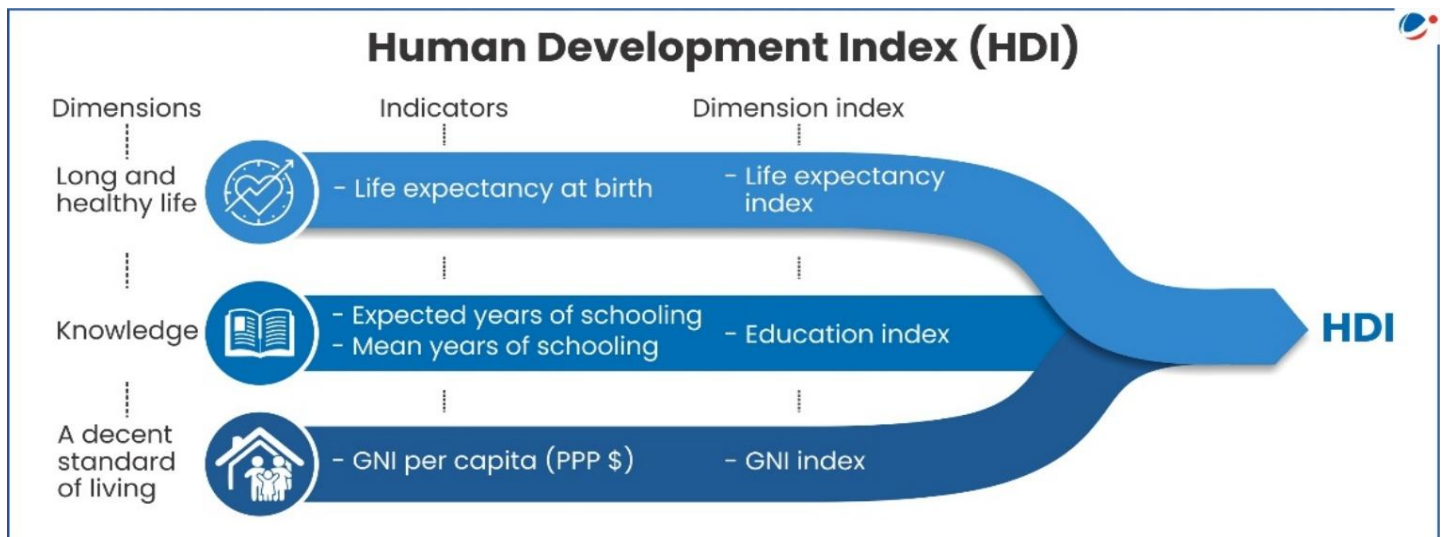 Human Development Index (HDI)
Dimensions
Indicators
Dimension index
Long and
healthy life
- Life expectancy at birth
- Life expectancy
index
Knowledge
- Expected years of schooling
- Mean years of schooling
- Education index
A decent
standard
of living
- GNI per capita (PPP $)
- GNI index
HDI